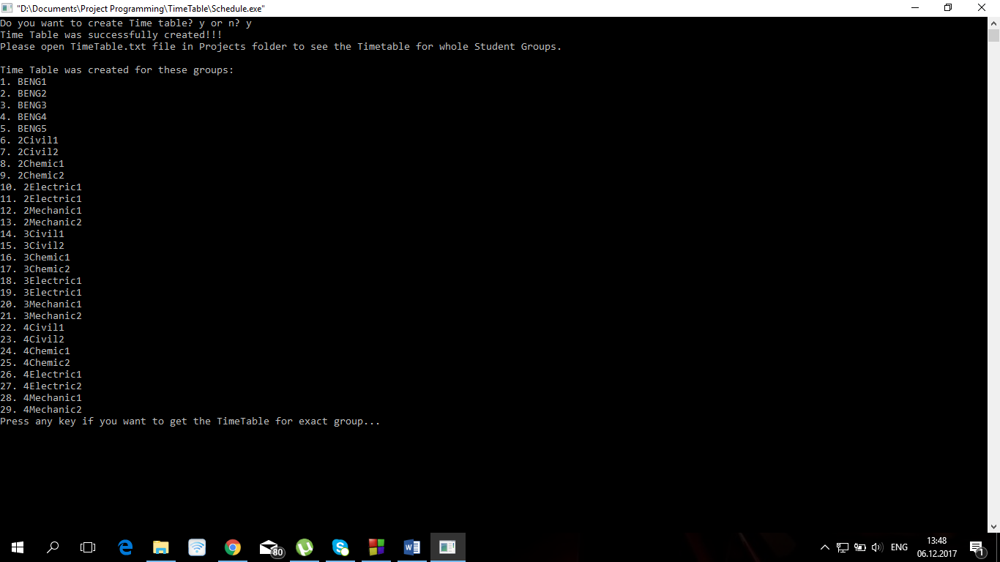 "D:\Documents\Project Programming\TimeTable\Schedule.exe"
Do you want to create Time table? y or n? y
Time Table was successfully created!!!
Please open TimeTable.txt file in Projects folder to see the Timetable for whole Student Groups.
Time Table was created for these groups:
1. BENG1
2. BENG2
3. BENG3
4. BENG4
5. BENG5
6. 2Civil1
7. 2Civil2
8. 2Chemic1
9. 2Chemic2
10. 2Electric1
11. 2Electric1
12. 2Mechanic1
13. 2Mechanic2
14. 3Civil1
15. 3Civil2
16. 3Chemic1
17. 3Chemic2
18. 3Electric1
19. 3Electric1
20. 3Mechanic1
21. 3Mechanic2
22. 4Civil1
23. 4Civil2
24. 4Chemic1
25. 4Chemic2
26. 4Electric1
27. 4Electric2
28. 4Mechanic1
29. 4Mechanic2
Press any key if you want to get the TimeTable for exact group...
80
ENG
13:48
06.12.2017
1